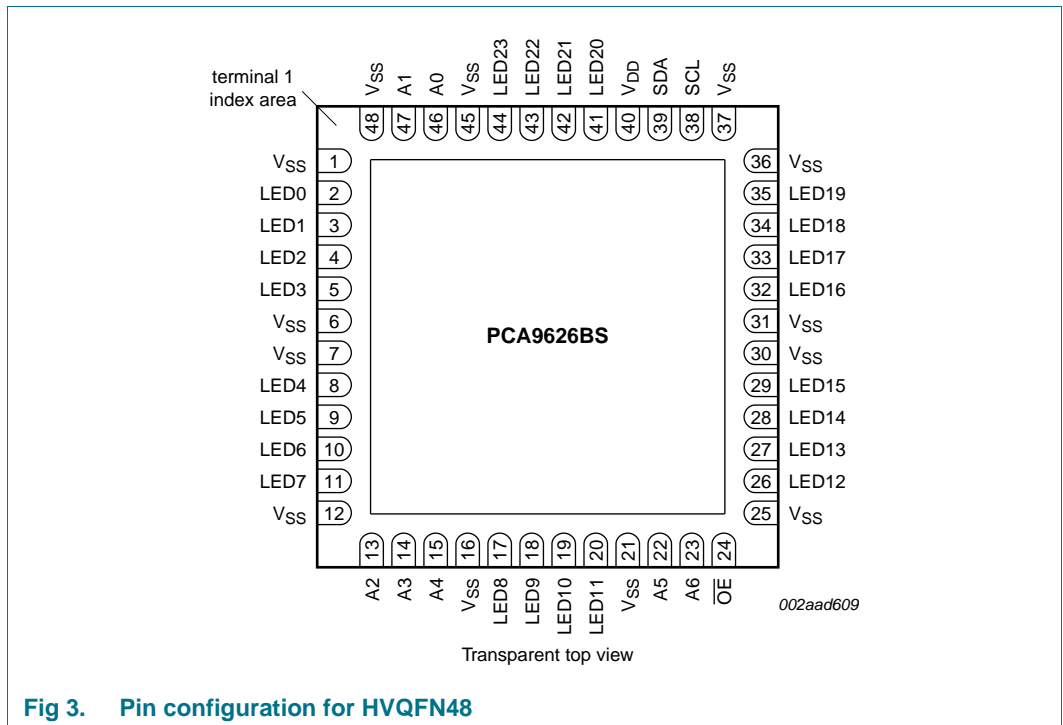 terminal 1
index area
VSS
A1
A0
VSS
LED23
LED22
LED21
LED20
VDD
SDA
SCL
VSS
48
47
46
45
44
43
42
41
40
39
38
37
VSS 1
36 VSS
LED0 2
35 LED19
LED1 3
34 LED18
LED2 4
33 LED17
LED3 5
32 LED16
VSS 6
31 VSS
PCA9626BS
VSS 7
30 VSS
LED4 8
29 LED15
LED5 9
28 LED14
LED6 10
27 LED13
LED7 11
26 LED12
VSS 12
25 VSS
13
14
15
16
17
18
19
20
21
22
23
24
A2
A3
A4
VSS
LED8
LED9
LED10
LED11
VSS
A5
A6
OE
002aad609
Transparent top view
Fig 3. Pin configuration for HVQFN48